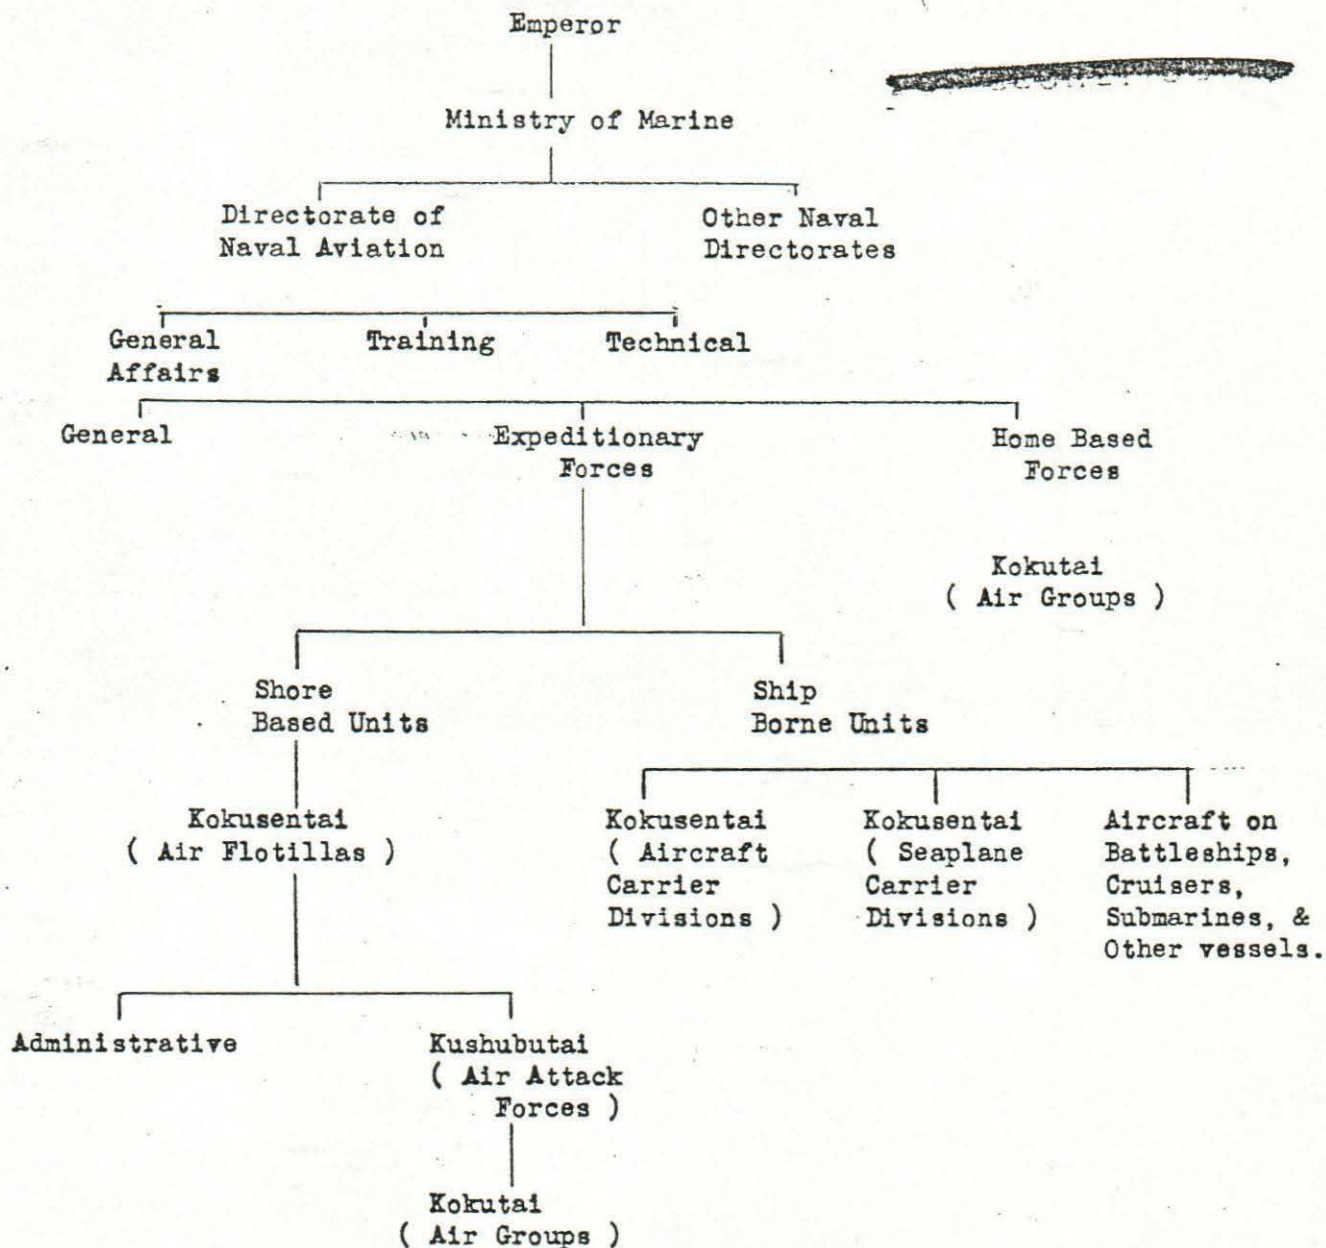 Emperor
Ministry of Marine
Directorate of
Naval Aviation
Other Naval
Directorates
General
Affairs
Training
Technical
General
Expeditionary
Forces
Home Based
Forces
Kokutai
( Air Groups )
Shore
Based Units
Ship
Borne Units
Kokusentai
( Air Flotillas )
Kokusentai
( Aircraft
Carrier
Divisions )
Kokusentai
( Seaplane
Carrier
Divisions )
Aircraft on
Battleships,
Cruisers,
Submarines, &
Other vessels.
Administrative
Kushubutai
( Air Attack
Forces )
Kokutai
( Air Groups )